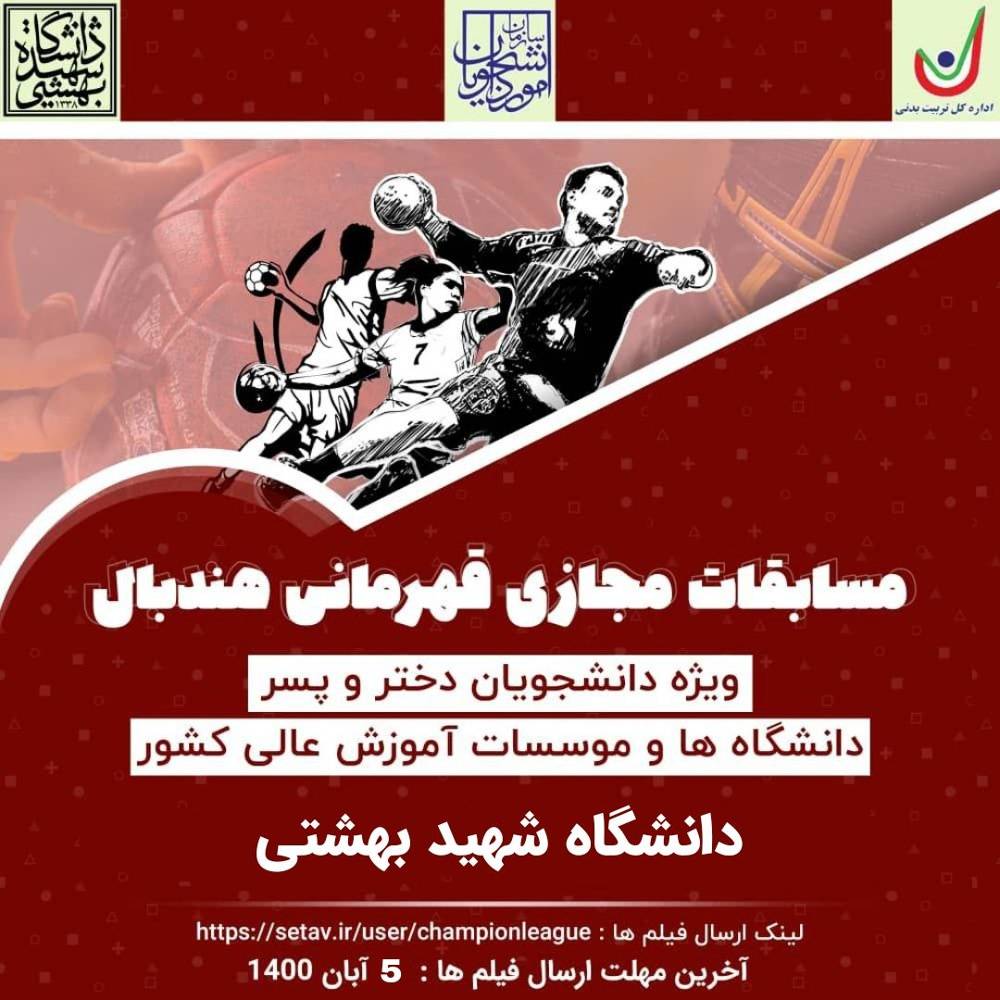 دانشگاه شهید بهشتی ۱۳۳۸
سازمان امور دانشجویان
اداره کل تربیت بدنی
7
مسابقات مجازی قهرمانی هندبال
ویژه دانشجویان دختر و پسر
دانشگاه ها و موسسات آموزش عالی کشور
دانشگاه شهید بهشتی
لینک ارسال فیلم ها : https://setav.ir/user/championleague
آخرین مهلت ارسال فیلم ها : 5 آبان 1400